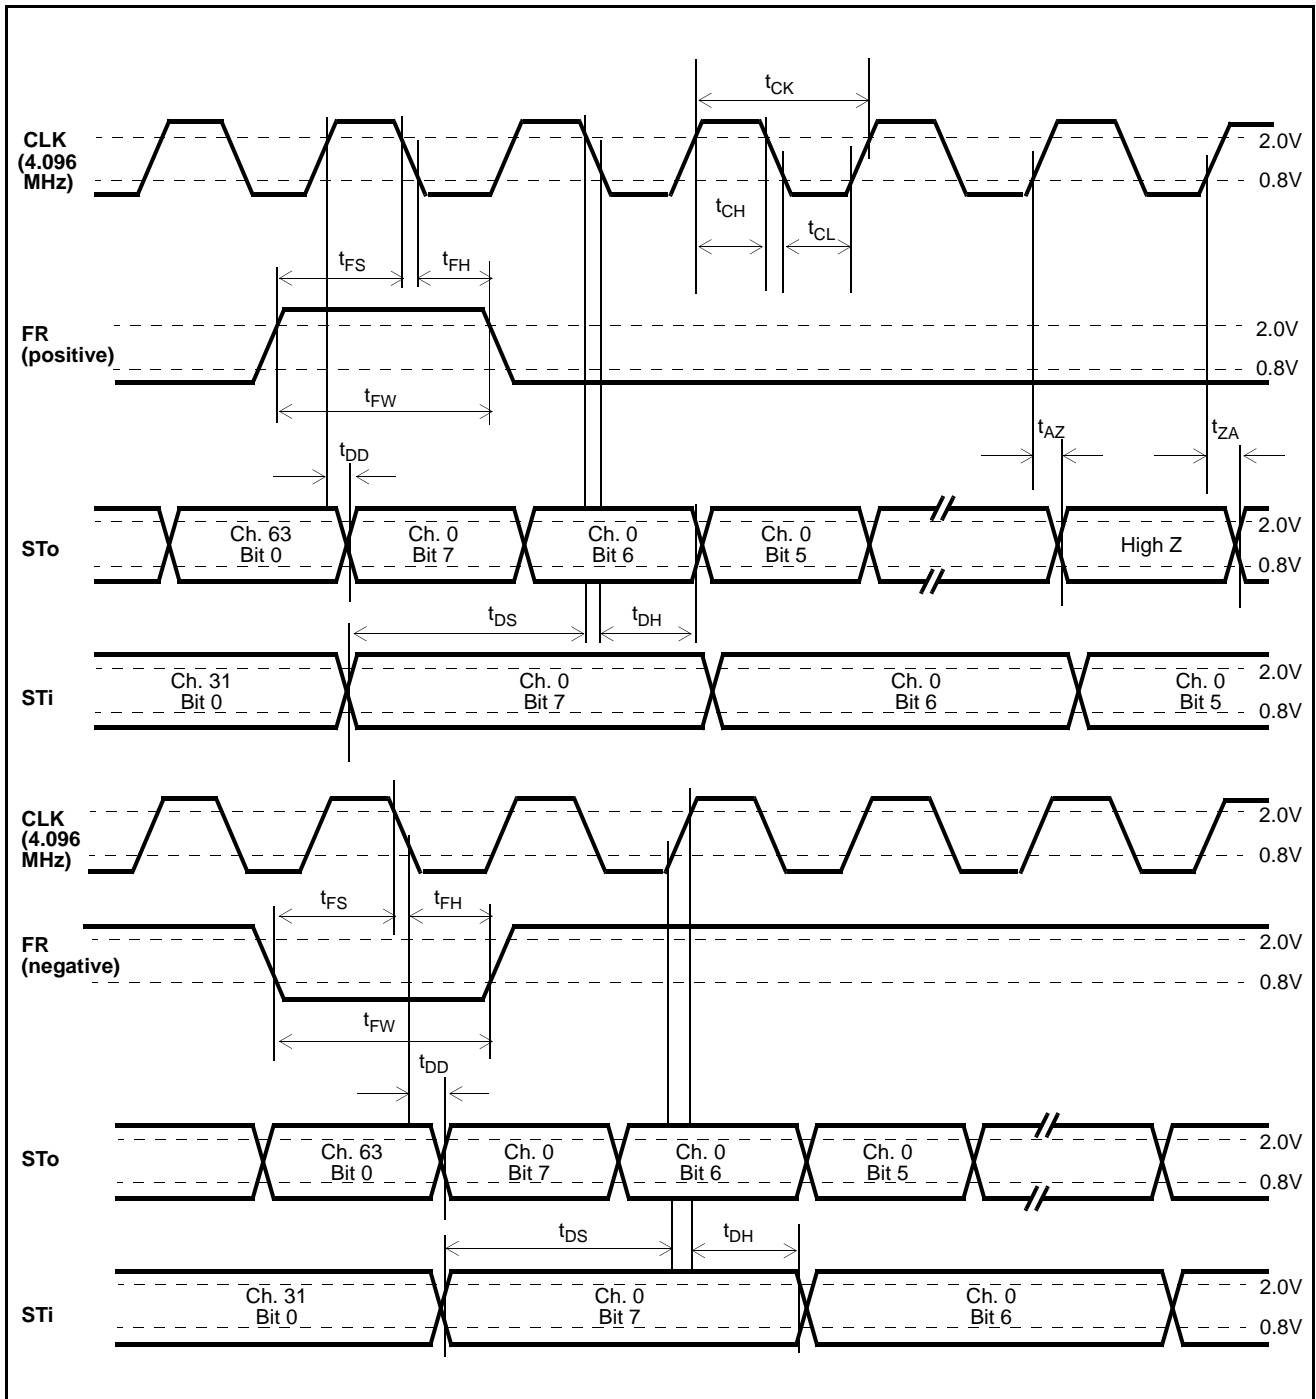 tCK
CLK
(4.096
MHz)
2.0V
0.8V
tCH
tCL
tFS
tFH
FR
(positive)
2.0V
0.8V
tFW
tAZ
tZA
tDD
STo
Ch. 63
Bit 0
Ch. 0
Bit 7
Ch. 0
Bit 6
Ch. 0
Bit 5
High Z
2.0V
0.8V
tDS
tDH
STi
Ch. 31
Bit 0
Ch. 0
Bit 7
Ch. 0
Bit 6
Ch. 0
Bit 5
2.0V
0.8V
CLK
(4.096
MHz)
2.0V
0.8V
tFS
tFH
FR
(negative)
2.0V
0.8V
tFW
tDD
STo
Ch. 63
Bit 0
Ch. 0
Bit 7
Ch. 0
Bit 6
Ch. 0
Bit 5
2.0V
0.8V
tDS
tDH
STi
Ch. 31
Bit 0
Ch. 0
Bit 7
Ch. 0
Bit 6
2.0V
0.8V